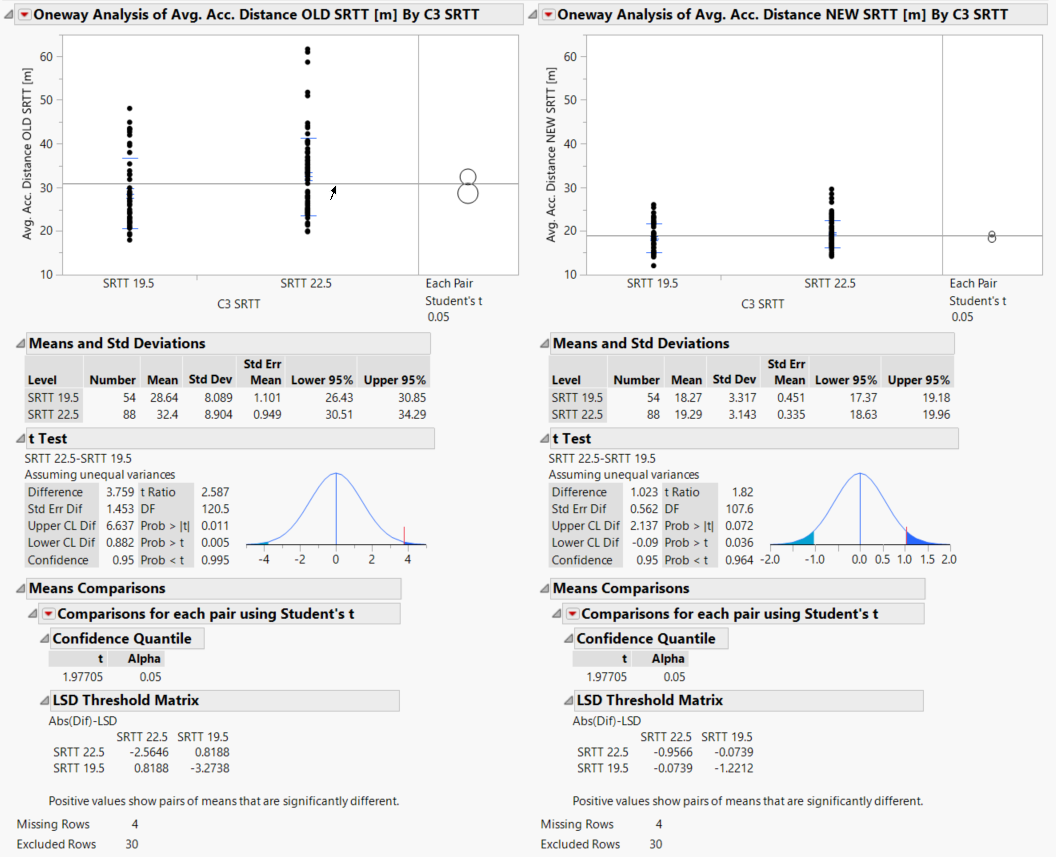 Oneway Analysis of Avg. Acc. Distance OLD SRTT [m] By C3 SRTT
Avg. Acc. Distance OLD SRTT [m]
60
50
40
30
20
10
SRTT 19.5 SRTT 22.5 Each Pair
C3 SRTT Student's t
0.05
Means and Std Deviations
Std Err
Level Number Mean Std Dev Mean Lower 95% Upper 95%
SRTT 19.5 54 28.64 8.089 1.101 26.43 30.85
SRTT 22.5 88 32.4 8.904 0.949 30.51 34.29
t Test
SRTT 22.5-SRTT 19.5
Assuming unequal variances
Difference 3.759 t Ratio 2.587
Std Err Dif 1.453 DF 120.5
Upper CL Dif 6.637 Prob > |t| 0.011
Lower CL Dif 0.882 Prob > t 0.005
Confidence 0.95 Prob < t 0.995
-4 -2 0 2 4
Means Comparisons
Comparisons for each pair using Student's t
Confidence Quantile
t Alpha
1.97705 0.05
LSD Threshold Matrix
Abs(Dif)-LSD
SRTT 22.5 SRTT 19.5
SRTT 22.5 -2.5646 0.8188
SRTT 19.5 0.8188 -3.2738
Positive values show pairs of means that are significantly different.
Missing Rows 4
Excluded Rows 30
Oneway Analysis of Avg. Acc. Distance NEW SRTT [m] By C3 SRTT
Avg. Acc. Distance NEW SRTT [m]
60
50
40
30
20
10
SRTT 19.5 SRTT 22.5 Each Pair
C3 SRTT Student's t
0.05
Means and Std Deviations
Std Err
Level Number Mean Std Dev Mean Lower 95% Upper 95%
SRTT 19.5 54 18.27 3.317 0.451 17.37 19.18
SRTT 22.5 88 19.29 3.143 0.335 18.63 19.96
t Test
SRTT 22.5-SRTT 19.5
Assuming unequal variances
Difference 1.023 t Ratio 1.82
Std Err Dif 0.562 DF 107.6
Upper CL Dif 2.137 Prob > |t| 0.072
Lower CL Dif -0.09 Prob > t 0.036
Confidence 0.95 Prob < t 0.964
-2.0 -1.0 0.0 0.5 1.0 1.5 2.0
Means Comparisons
Comparisons for each pair using Student's t
Confidence Quantile
t Alpha
1.97705 0.05
LSD Threshold Matrix
Abs(Dif)-LSD
SRTT 22.5 SRTT 19.5
SRTT 22.5 -0.9566 -0.0739
SRTT 19.5 -0.0739 -1.2212
Positive values show pairs of means that are significantly different.
Missing Rows 4
Excluded Rows 30